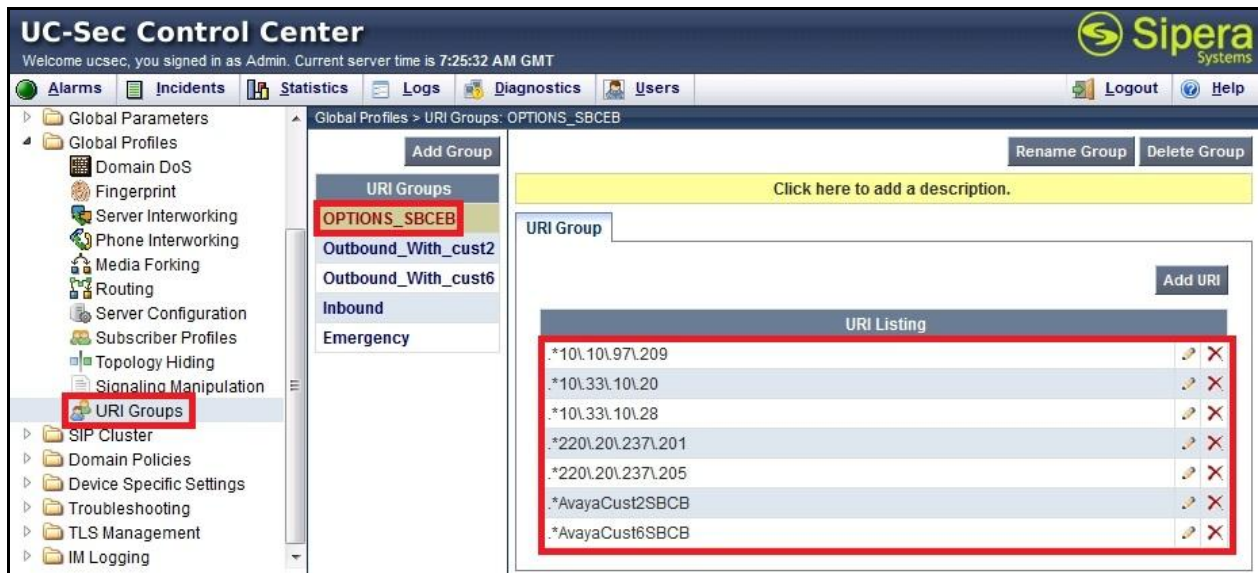 UC-Sec Control Center
Sipera
Systems
Welcome ucsec, you signed in as Admin. Current server time is 7:25:32 AM GMT
Alarms Incidents Statistics Logs Diagnostics Users Logout Help
Global Parameters
Global Profiles
Domain DoS
Fingerprint
Server Interworking
Phone Interworking
Media Forking
Routing
Server Configuration
Subscriber Profiles
Topology Hiding
Signaling Manipulation
URI Groups
SIP Cluster
Domain Policies
Device Specific Settings
Troubleshooting
TLS Management
IM Logging
Global Profiles > URI Groups: OPTIONS_SBCEB
Add Group
URI Groups
OPTIONS_SBCEB
Outbound_With_cust2
Outbound_With_cust6
Inbound
Emergency
Rename Group Delete Group
Click here to add a description.
URI Group
Add URI
URI Listing
.*10\.10\.97\.209
.*10\.33\.10\.20
.*10\.33\.10\.28
.*220\.20\.237\.201
.*220\.20\.237\.205
.*AvayaCust2SBCB
.*AvayaCust6SBCB